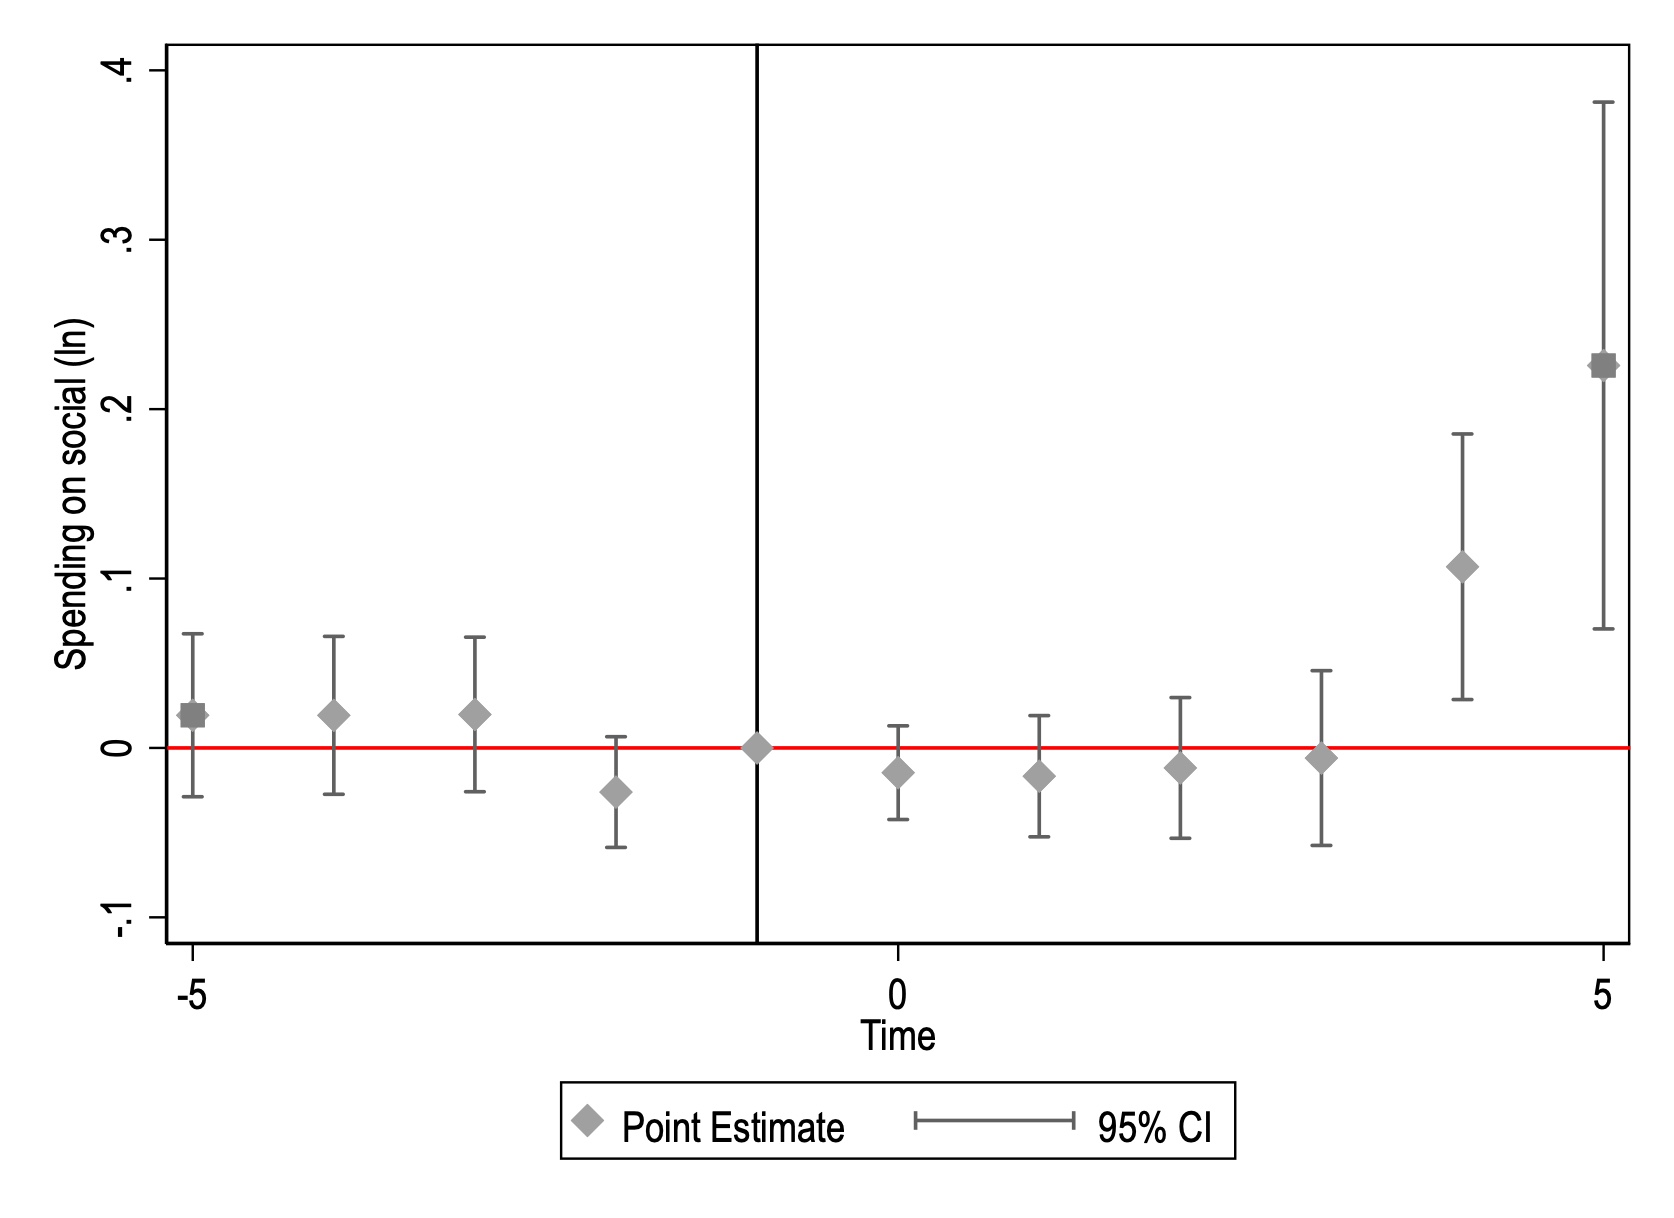 Spending on social (ln)
.4
.3
.2
.1
0
-.1
-5
0
5
Time
Point Estimate
95% CI